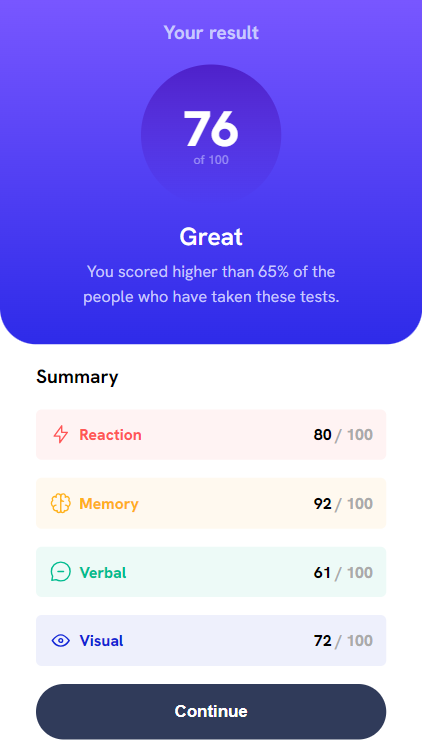 Your result
76
of 100
Great
You scored higher than 65% of the
people who have taken these tests.
Summary
Reaction 80 / 100
Memory 92 / 100
Verbal 61 / 100
Visual 72 / 100
Continue